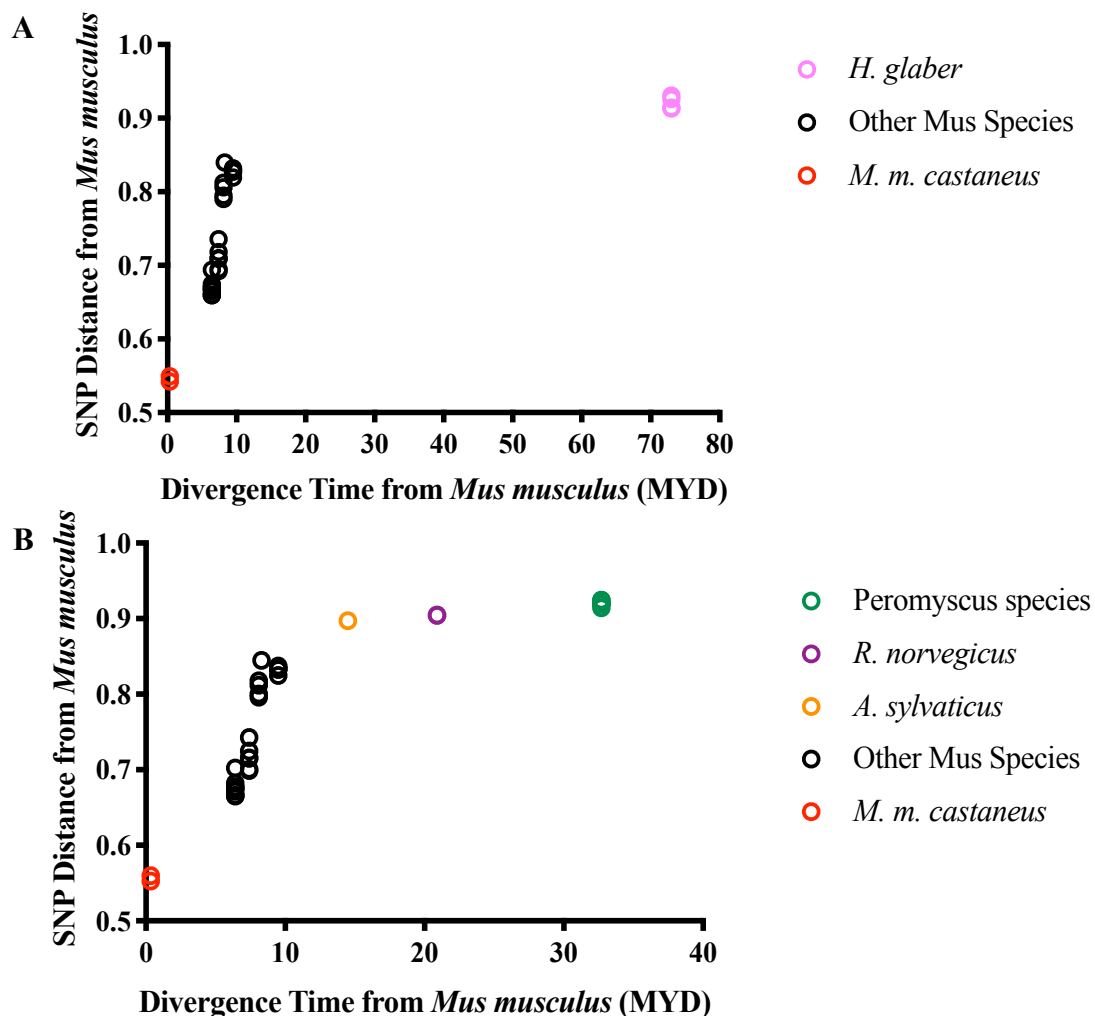 A
SNP Distance from Mus musculus
1.0
0.9
0.8
0.7
0.6
0.5
0 10 20 30 40 50 60 70 80
Divergence Time from Mus musculus (MYD)
H. glaber
Other Mus Species
M. m. castaneus
B
SNP Distance from Mus musculus
1.0
0.9
0.8
0.7
0.6
0.5
0 10 20 30 40
Divergence Time from Mus musculus (MYD)
Peromyscus species
R. norvegicus
A. sylvaticus
Other Mus Species
M. m. castaneus